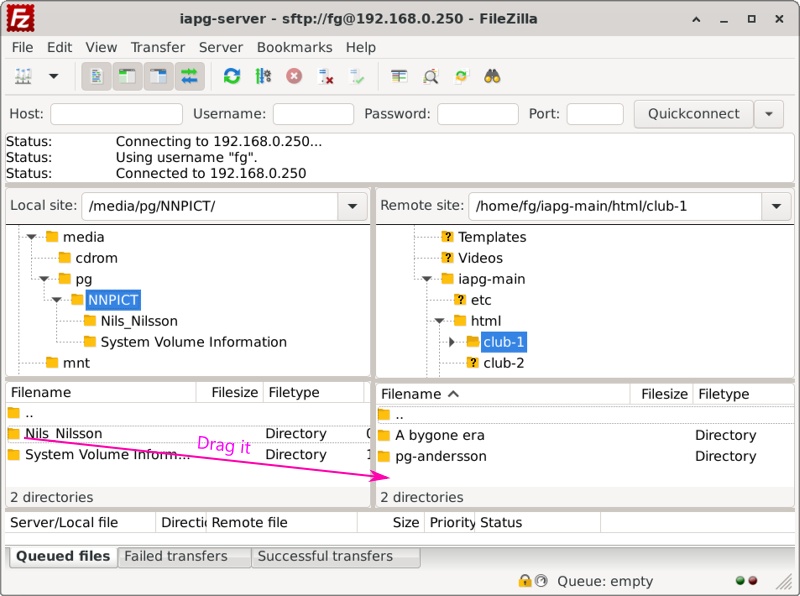 iapg-server - sftp://fg@192.168.0.250 - FileZilla
File Edit View Transfer Server Bookmarks Help
Host: Username: Password: Port: Quickconnect
Status: Connecting to 192.168.0.250...
Status: Using username "fg".
Status: Connected to 192.168.0.250
Local site: /media/pg/NNPICT/
media
cdrom
pg
NNPICT
Nils_Nilsson
System Volume Information
mnt
Remote site: /home/fg/iapg-main/html/club-1
Templates
Videos
iapg-main
etc
html
club-1
club-2
Filename Filesize Filetype
..
Nils_Nilsson Directory
System Volume Inform... Directory
2 directories
Drag it
Filename Filesize Filetype
..
A bygone era Directory
pg-andersson Directory
2 directories
Server/Local file Directi Remote file Size Priority Status
Queued files Failed transfers Successful transfers
Queue: empty